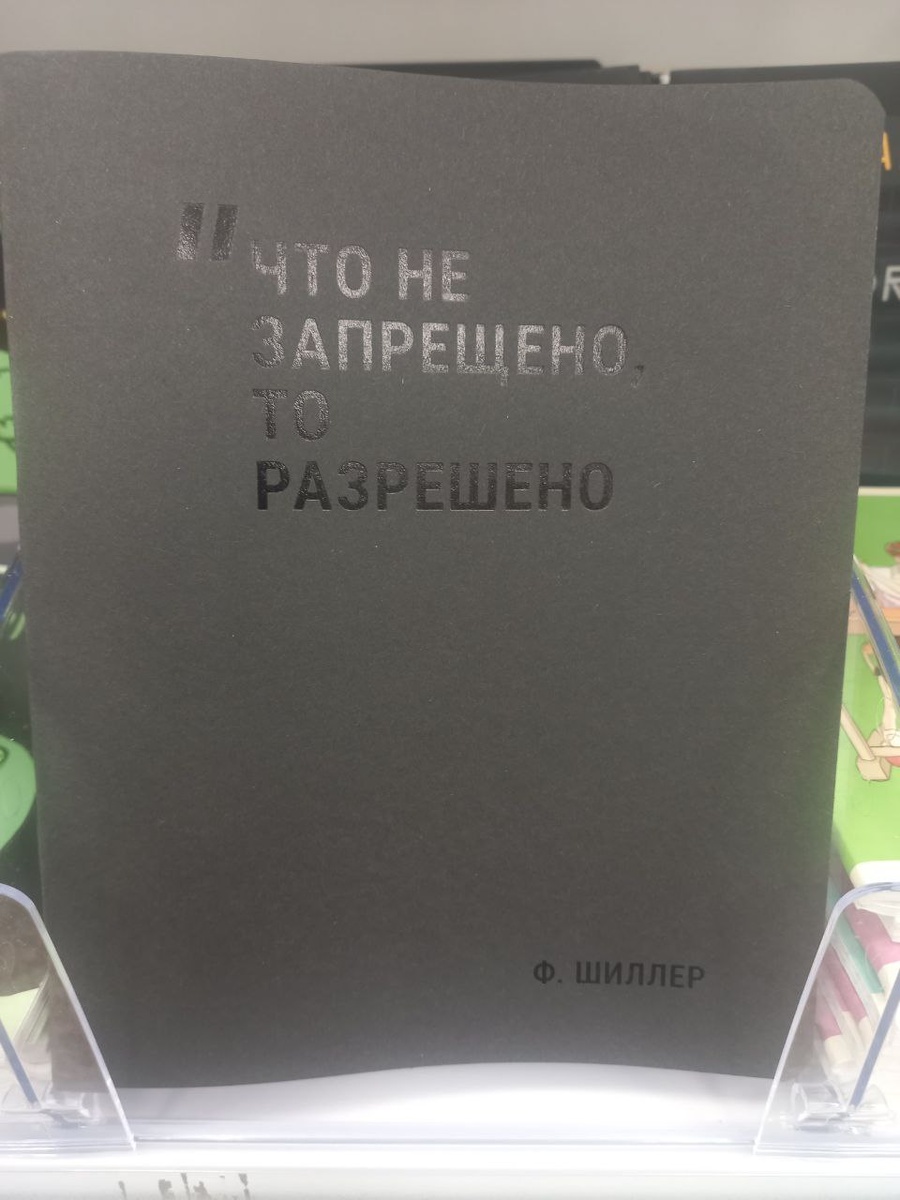 "ЧТО НЕ
ЗАПРЕЩЕНО,
ТО
РАЗРЕШЕНО
Ф. ШИЛЛЕР